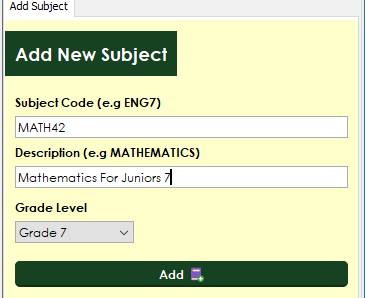 Add Subject
Add New Subject
Subject Code (e.g ENG7)
MATH42
Description (e.g MATHEMATICS)
Mathematics For Juniors 7
Grade Level
Grade 7
Add